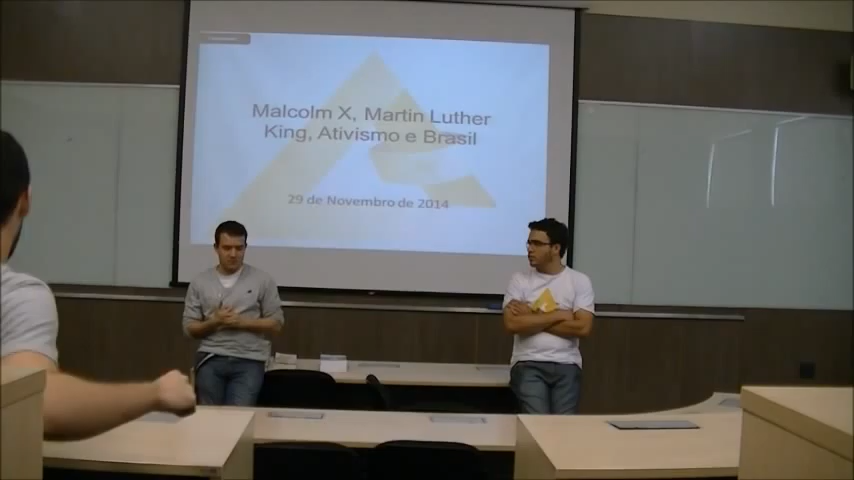 Malcolm X, Martin Luther
King, Ativismo e Brasil
29 de Novembro de 2014